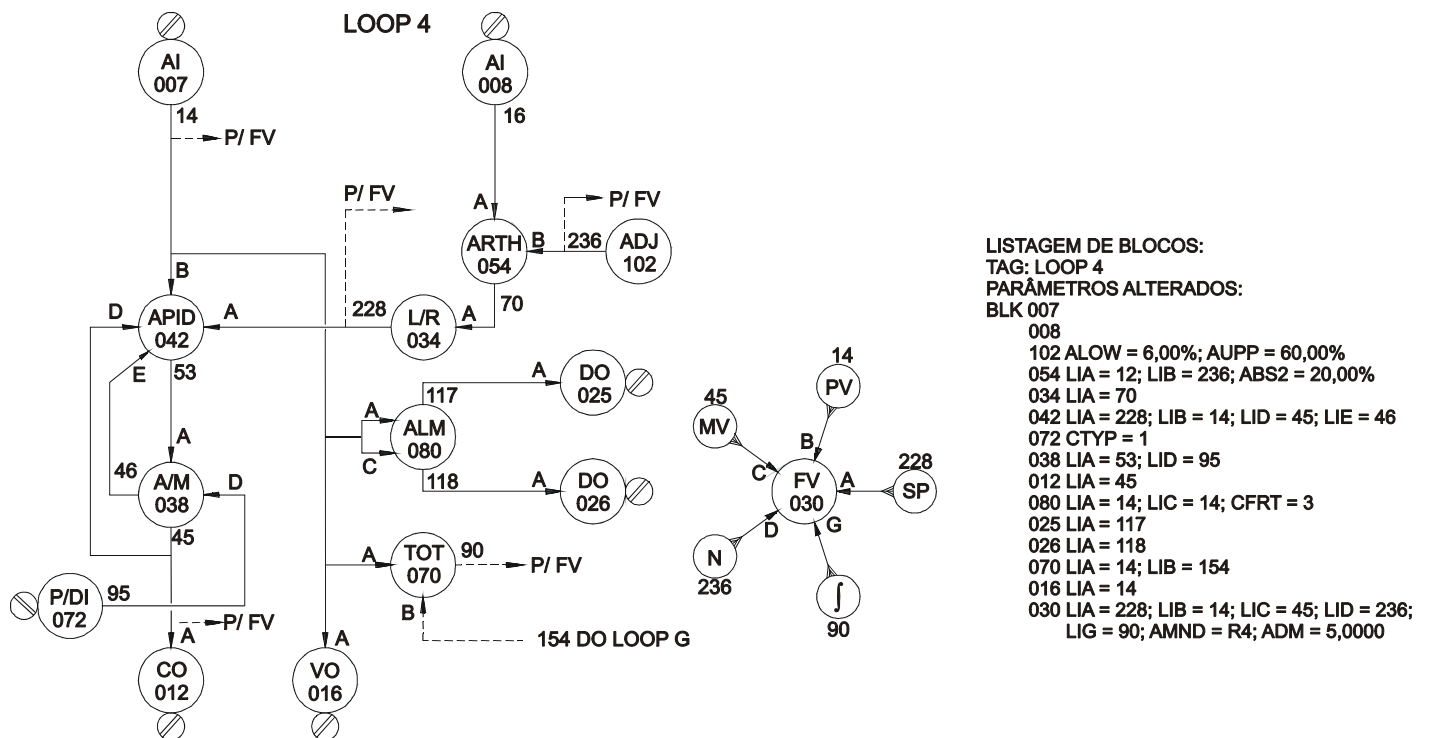 LOOP 4
AI
007
AI
008
14
16
P/ FV
P/ FV
P/ FV
A
ARTH
054
B
236
ADJ
102
B
70
D
APID
042
A
228
L/R
034
A
E
53
A
46
A/M
038
D
45
117
A
DO
025
A
ALM
080
C
118
A
DO
026
A
TOT
070
90
P/ FV
B
154 DO LOOP G
P/DI
072
95
P/ FV
A
CO
012
A
VO
016
14
PV
45
MV
B
C
FV
030
A
228
SP
D
G
N
236
∫
90
LISTAGEM DE BLOCOS:
TAG: LOOP 4
PARÂMETROS ALTERADOS:
BLK 007
008
102 ALOW = 6,00%; AUPP = 60,00%
054 LIA = 12; LIB = 236; ABS2 = 20,00%
034 LIA = 70
042 LIA = 228; LIB = 14; LID = 45; LIE = 46
072 CTYP = 1
038 LIA = 53; LID = 95
012 LIA = 45
080 LIA = 14; LIC = 14; CFRT = 3
025 LIA = 117
026 LIA = 118
070 LIA = 14; LIB = 154
016 LIA = 14
030 LIA = 228; LIB = 14; LIC = 45; LID = 236;
LIG = 90; AMND = R4; ADM = 5,0000